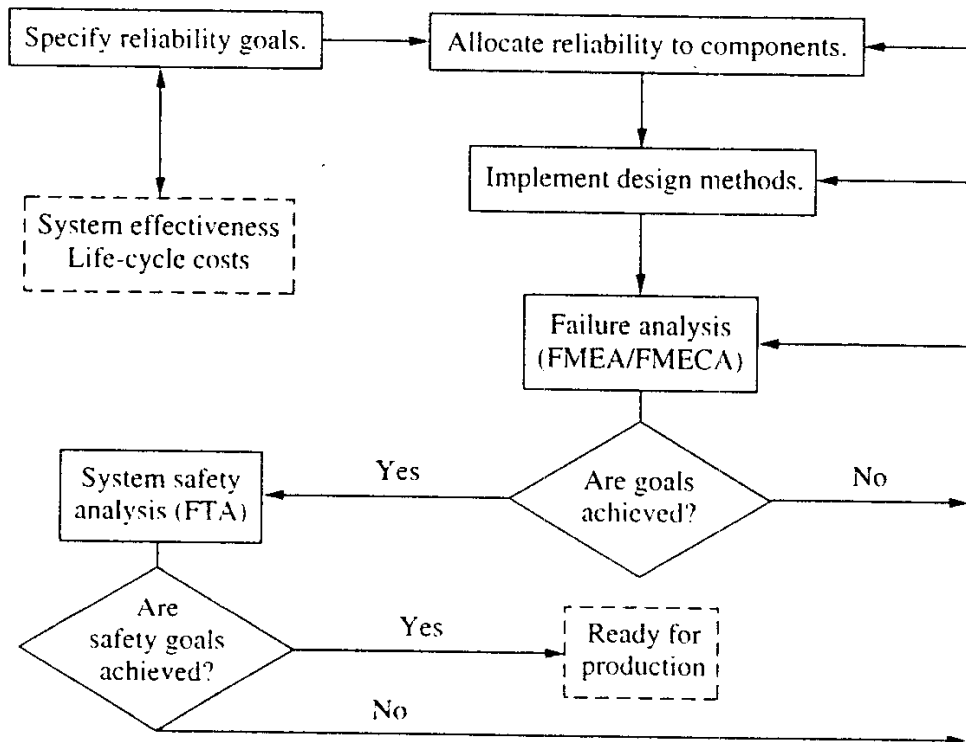 Specify reliability goals.
Allocate reliability to components.
Implement design methods.
System effectiveness
Life-cycle costs
Failure analysis
(FMEA/FMECA)
Are goals
achieved?
Yes
No
System safety
analysis (FTA)
Are
safety goals
achieved?
Yes
Ready for
production
No